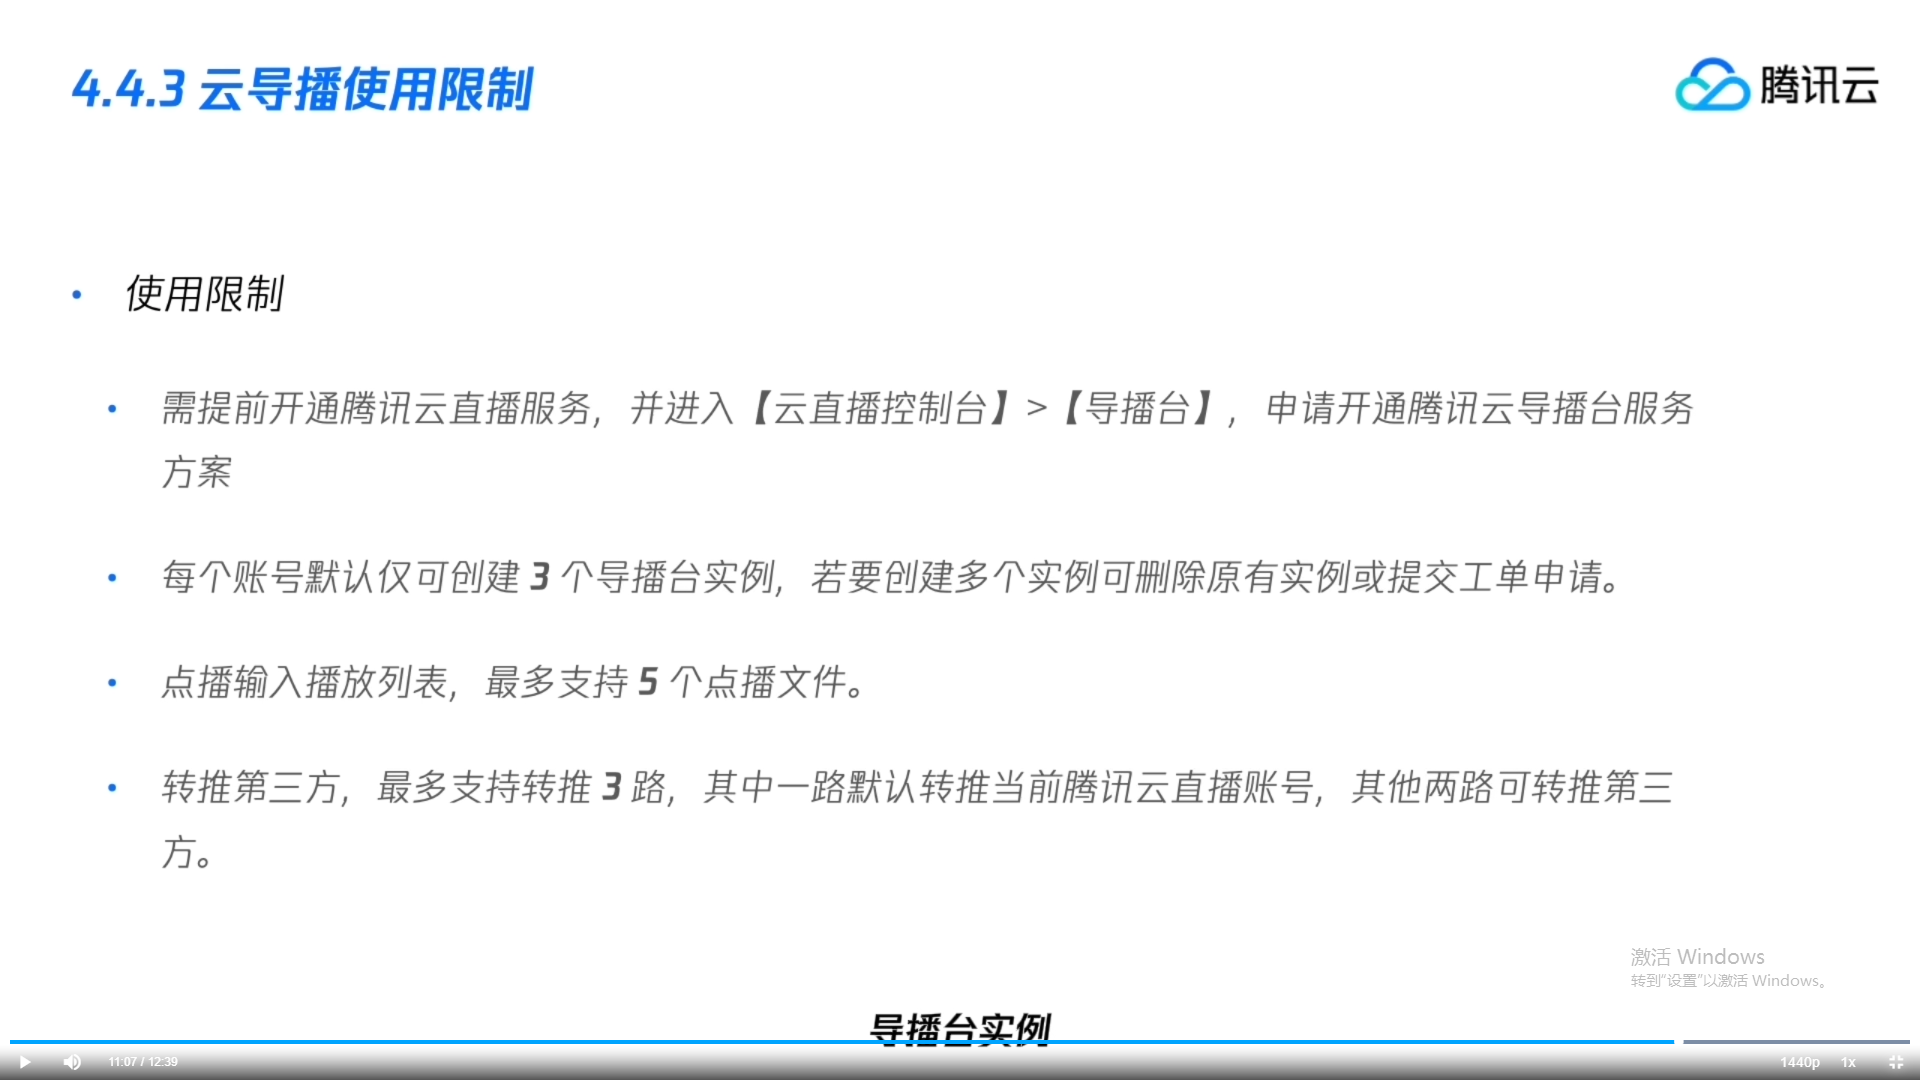 4.4.3 云导播使用限制
腾讯云
• 使用限制
• 需提前开通腾讯云直播服务，并进入【云直播控制台】>【导播台】，申请开通腾讯云导播台服务
方案
• 每个账号默认仅可创建 3 个导播台实例，若要创建多个实例可删除原有实例或提交工单申请。
• 点播输入播放列表，最多支持 5 个点播文件。
• 转推第三方，最多支持转推 3 路，其中一路默认转推当前腾讯云直播账号，其他两路可转推第三
方。
激活 Windows
转到“设置”以激活 Windows。
导播台实例
11:07 / 12:39
1440p
1x